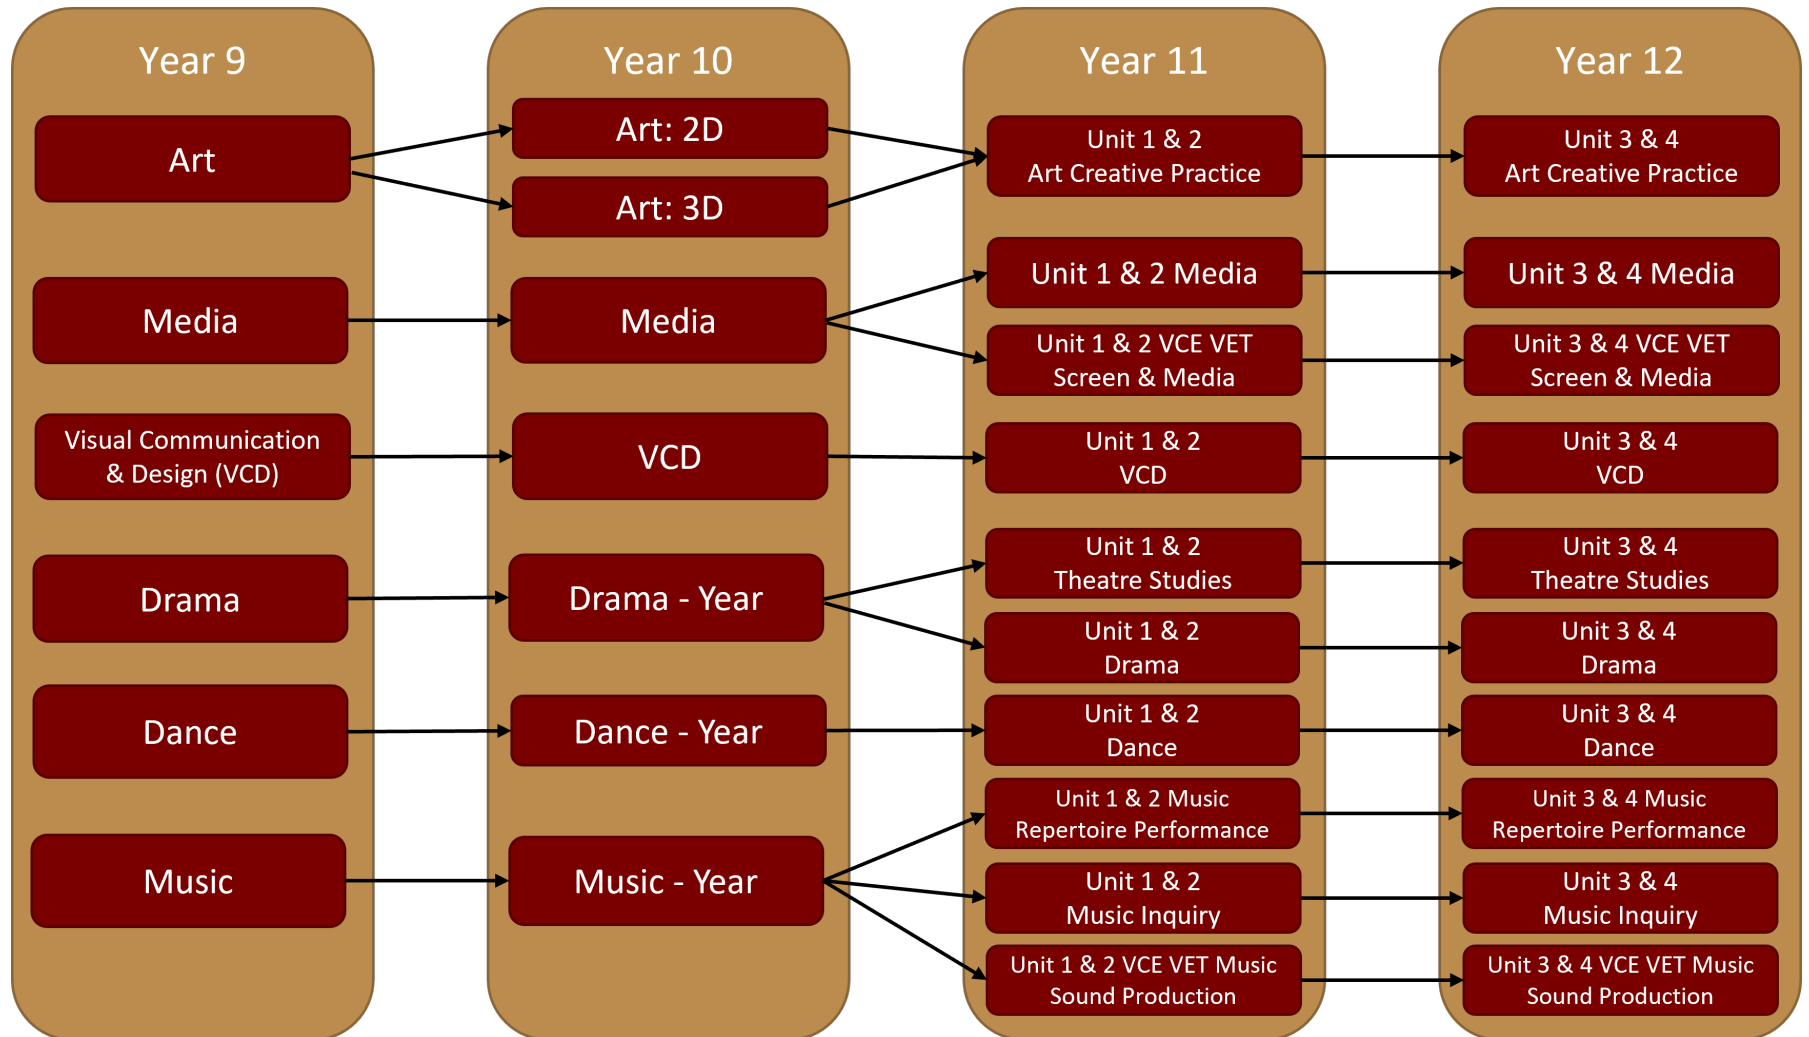 Year 9
Art
Media
Visual Communication
& Design (VCD)
Drama
Dance
Music
Year 10
Art: 2D
Art: 3D
Media
VCD
Drama - Year
Dance - Year
Music - Year
Year 11
Unit 1 & 2
Art Creative Practice
Unit 1 & 2 Media
Unit 1 & 2 VCE VET
Screen & Media
Unit 1 & 2
VCD
Unit 1 & 2
Theatre Studies
Unit 1 & 2
Drama
Unit 1 & 2
Dance
Unit 1 & 2 Music
Repertoire Performance
Unit 1 & 2
Music Inquiry
Unit 1 & 2 VCE VET Music
Sound Production
Year 12
Unit 3 & 4
Art Creative Practice
Unit 3 & 4 Media
Unit 3 & 4 VCE VET
Screen & Media
Unit 3 & 4
VCD
Unit 3 & 4
Theatre Studies
Unit 3 & 4
Drama
Unit 3 & 4
Dance
Unit 3 & 4 Music
Repertoire Performance
Unit 3 & 4
Music Inquiry
Unit 3 & 4 VCE VET Music
Sound Production